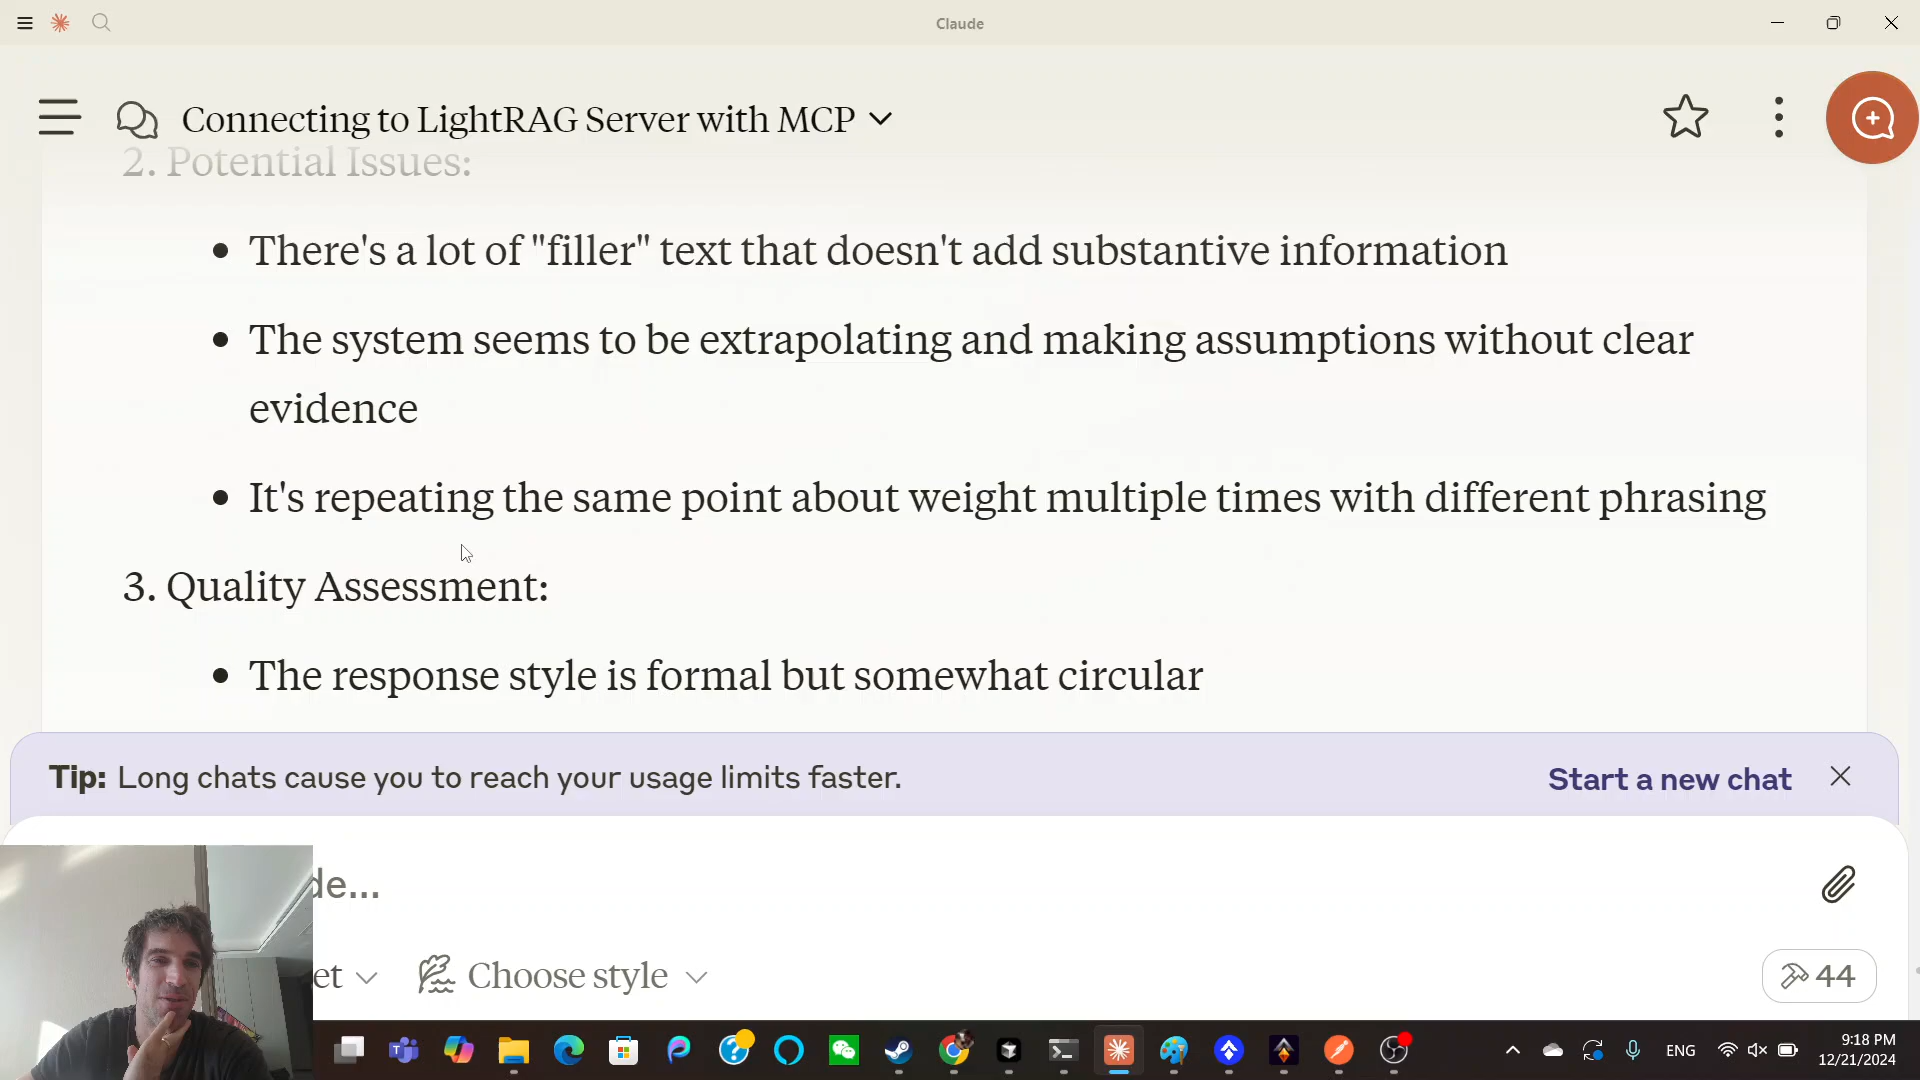 Claude
Connecting to LightRAG Server with MCP
2. Potential Issues:
There's a lot of "filler" text that doesn't add substantive information
The system seems to be extrapolating and making assumptions without clear
evidence
It's repeating the same point about weight multiple times with different phrasing
3. Quality Assessment:
The response style is formal but somewhat circular
Tip: Long chats cause you to reach your usage limits faster.
Start a new chat
de...
et
Choose style
44
ENG
9:18 PM
12/21/2024